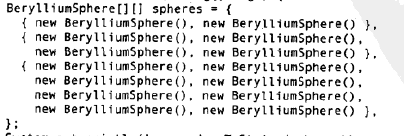 BerylliumSphere[][] spheres = {
{ new BerylliumSphere(), new BerylliumSphere() },
{ new BerylliumSphere(), new BerylliumSphere(),
new BerylliumSphere(), new BerylliumSphere() },
{ new BerylliumSphere(), new BerylliumSphere(),
new BerylliumSphere(), new BerylliumSphere(),
new BerylliumSphere(), new BerylliumSphere(),
new BerylliumSphere(), new BerylliumSphere() },
};